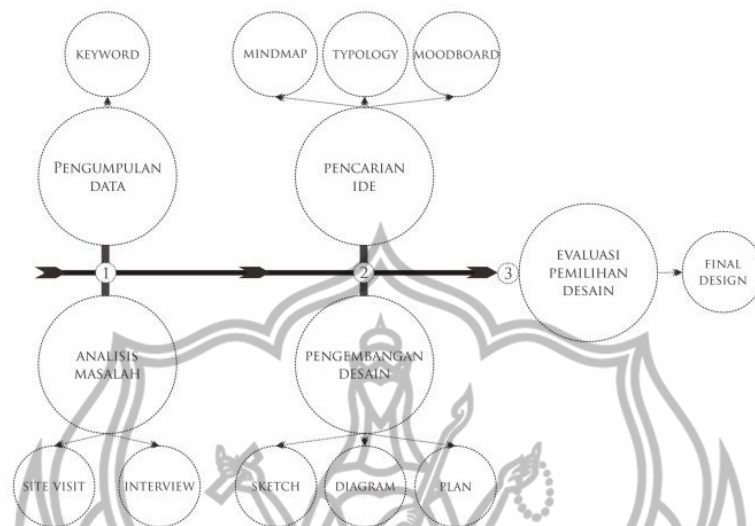 KEYWORD
MINDMAP
TYPOLOGY
MOODBOARD
PENGUMPULAN
DATA
PENCARIAN
IDE
1
2
3
EVALUASI
PEMILIHAN
DESAIN
FINAL
DESIGN
ANALISIS
MASALAH
PENGEMBANGAN
DESAIN
SITE VISIT
INTERVIEW
SKETCH
DIAGRAM
PLAN